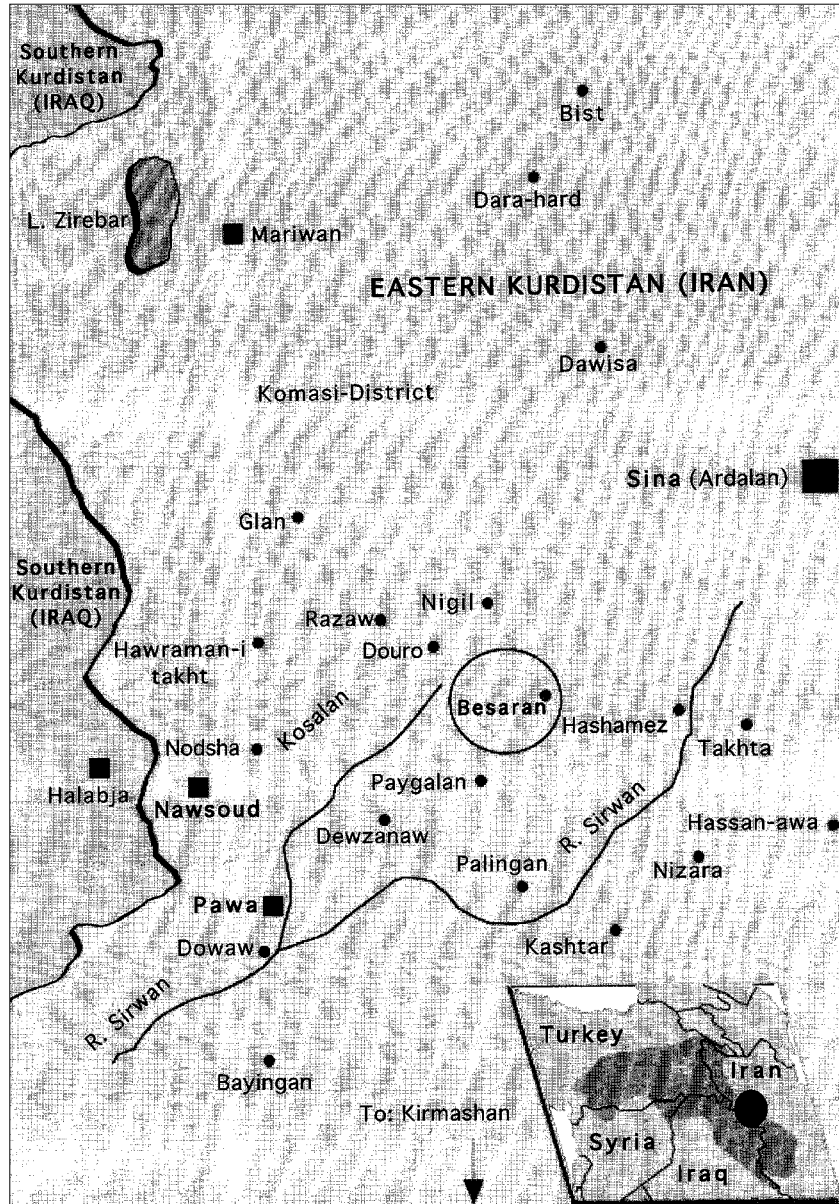 Southern
Kurdistan
(IRAQ)
Bist
Dara-hard
L. Zirebar
Mariwan
EASTERN KURDISTAN (IRAN)
Dawisa
Komasi-District
Sina (Ardalan)
Glan
Southern
Kurdistan
(IRAQ)
Nigil
Razaw
Hawraman-i
takht
Douro
Kosalan
Besaran
Hashamez
Nodsha
Takhta
Halabja
Nawsoud
Paygalan
Dewzanaw
R. Sirwan
Hassan-awa
Palingan
Nizara
Pawa
Dowaw
Kashtar
R. Sirwan
Bayingan
To: Kirmashan
Turkey
Iran
Syria
Iraq